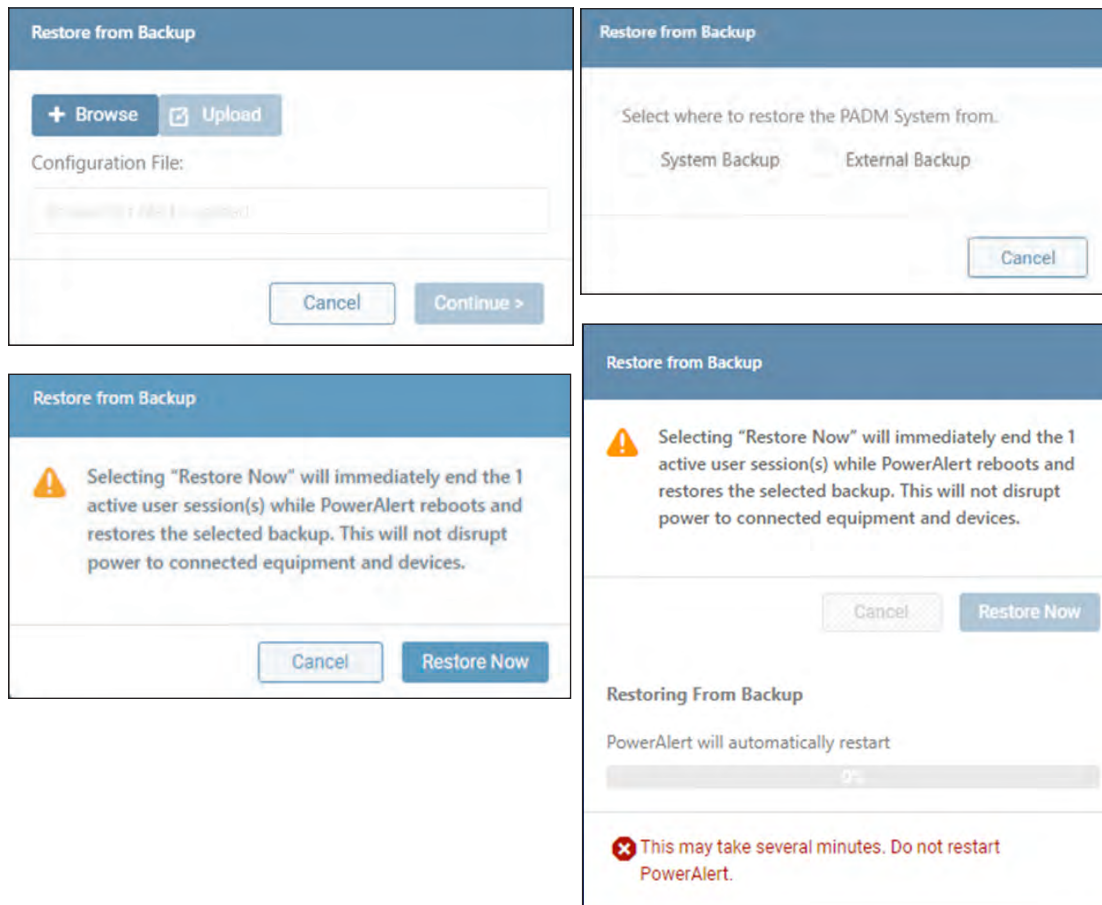 Restore from Backup
+ Browse
Upload
Configuration File:
Cancel
Continue >
Restore from Backup
Select where to restore the PADM System from.
System Backup
External Backup
Cancel
Restore from Backup
Selecting “Restore Now” will immediately end the 1
active user session(s) while PowerAlert reboots and
restores the selected backup. This will not disrupt
power to connected equipment and devices.
Cancel
Restore Now
Restore from Backup
Selecting “Restore Now” will immediately end the 1
active user session(s) while PowerAlert reboots and
restores the selected backup. This will not disrupt
power to connected equipment and devices.
Cancel
Restore Now
Restoring From Backup
PowerAlert will automatically restart
0%
This may take several minutes. Do not restart
PowerAlert.